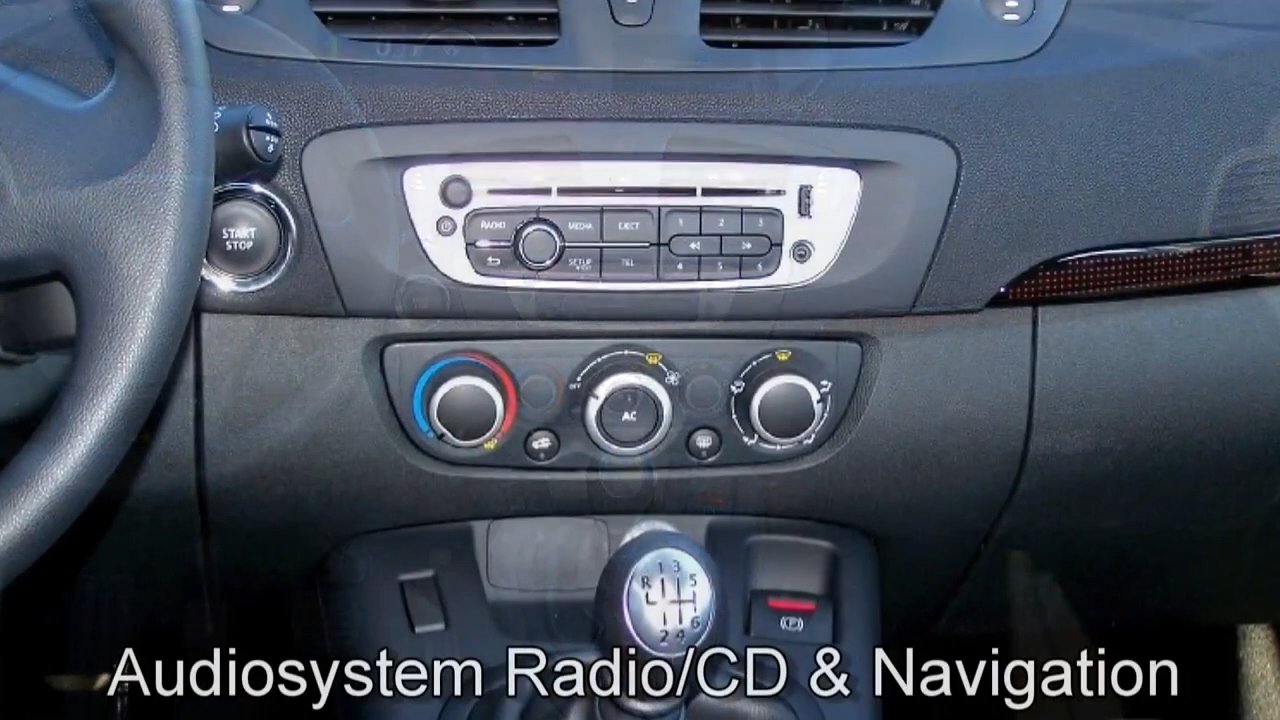 START
STOP
RADIO
MEDIA
EJECT
1 2 3
SETUP
TEL
4 5 6
AC
1 3
R 5
2 4 6
Audiosystem Radio/CD & Navigation